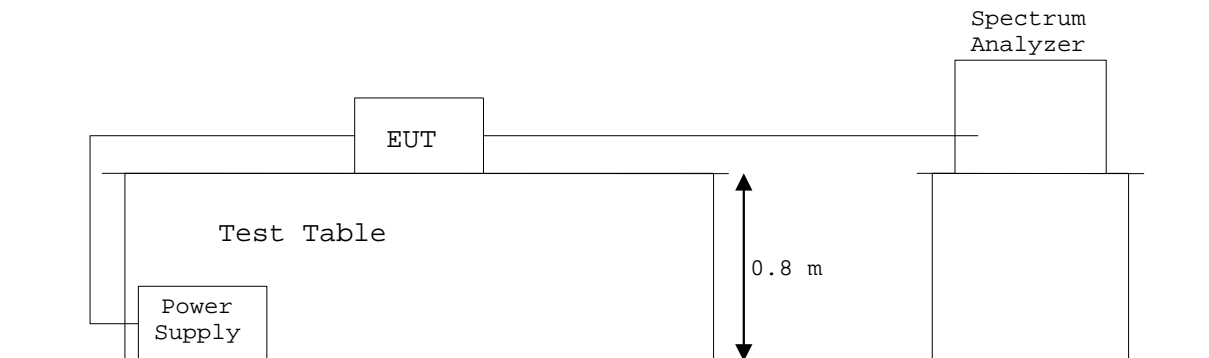 Spectrum
Analyzer
EUT
Test Table
0.8 m
Power
Supply